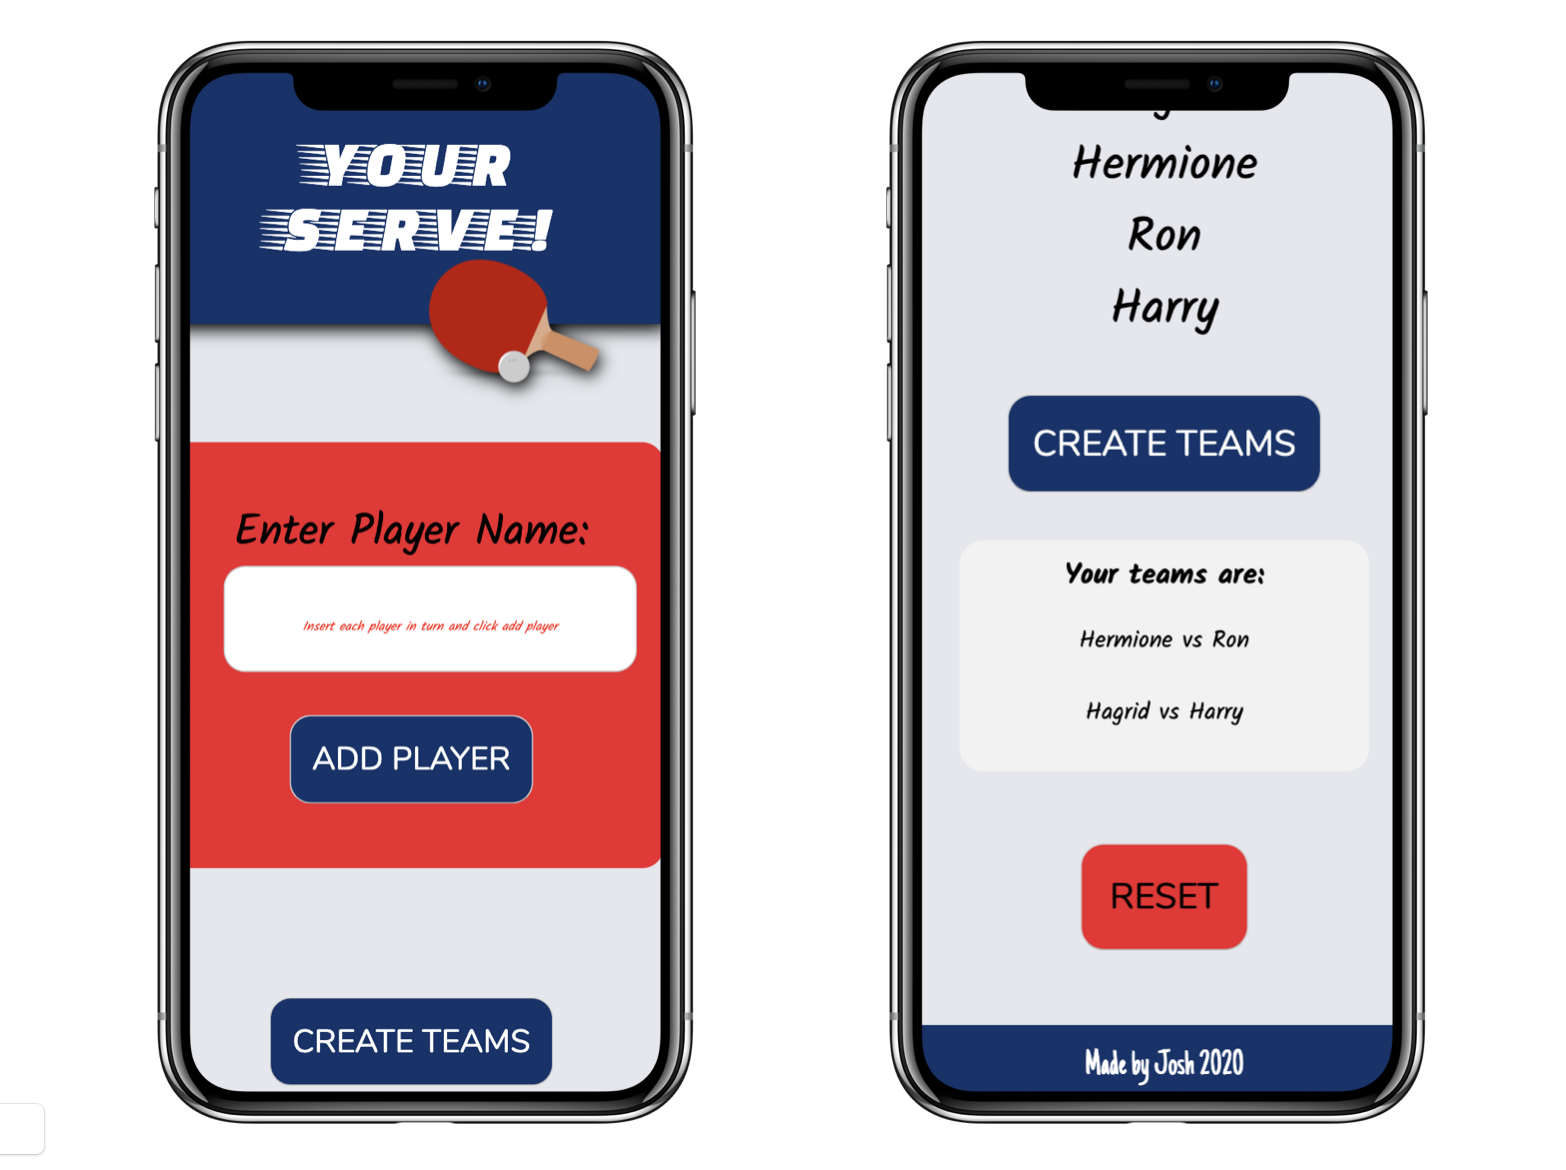 YOUR
SERVE!
Enter Player Name:
Insert each player in turn and click add player
ADD PLAYER
CREATE TEAMS
Hermione
Ron
Harry
CREATE TEAMS
Your teams are:
Hermione vs Ron
Hagrid vs Harry
RESET
Made by Josh 2020